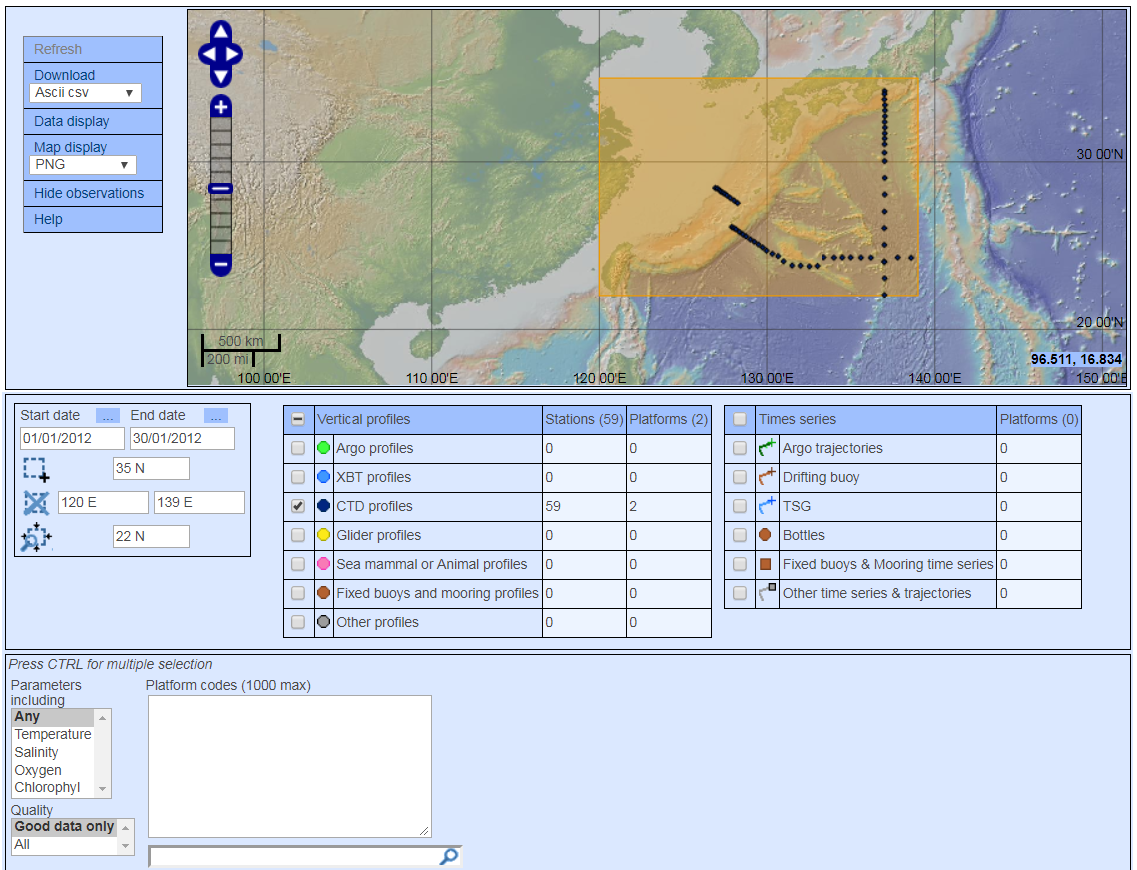 Refresh
Download
Ascii csv
Data display
Map display
PNG
Hide observations
Help
30 00'N
20 00'N
500 km
200 mi
96.511, 16.834
100 00'E 110 00'E 120 00'E 130 00'E 140 00'E 150 00'E
Start date ... End date ...
01/01/2012 30/01/2012
35 N
120 E 139 E
22 N
Vertical profiles Stations (59) Platforms (2)
Argo profiles 0 0
XBT profiles 0 0
CTD profiles 59 2
Glider profiles 0 0
Sea mammal or Animal profiles 0 0
Fixed buoys and mooring profiles 0 0
Other profiles 0 0
Times series Platforms (0)
Argo trajectories 0
Drifting buoy 0
TSG 0
Bottles 0
Fixed buoys & Mooring time series 0
Other time series & trajectories 0
Press CTRL for multiple selection
Parameters
including
Any
Temperature
Salinity
Oxygen
Chlorophyl
Quality
Good data only
All
Platform codes (1000 max)